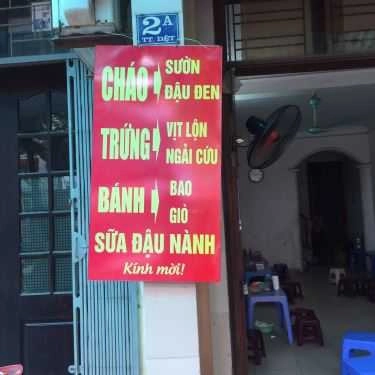 2A
TT. DỆT
CHÁO SƯỜN
ĐẬU ĐEN
TRỨNG VỊT LỘN
NGẢI CỨU
BÁNH BAO
GIÒ
SỮA ĐẬU NÀNH
Kính mời!